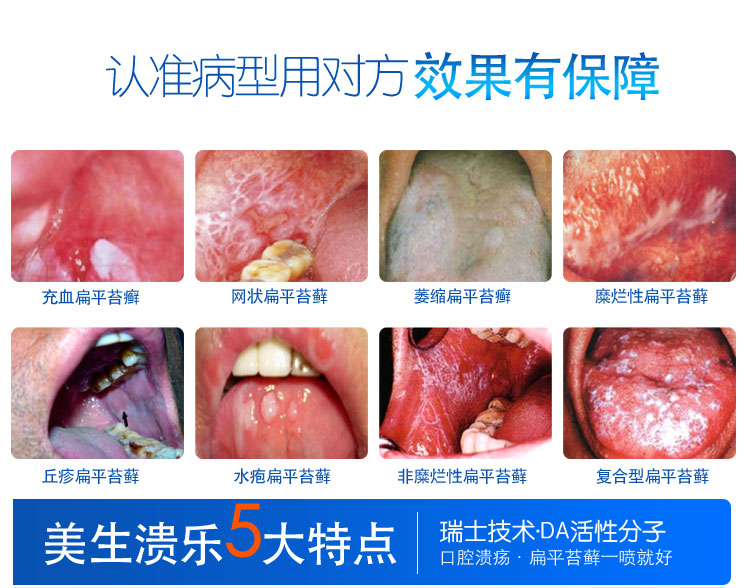 认准病型用对方 效果有保障
充血扁平苔癣 网状扁平苔藓 萎缩扁平苔癣 糜烂性扁平苔藓
丘疹扁平苔藓 水疱扁平苔藓 非糜烂性扁平苔藓 复合型扁平苔藓
美生溃乐5大特点
瑞士技术·DA活性分子
口腔溃疡·扁平苔藓一喷就好